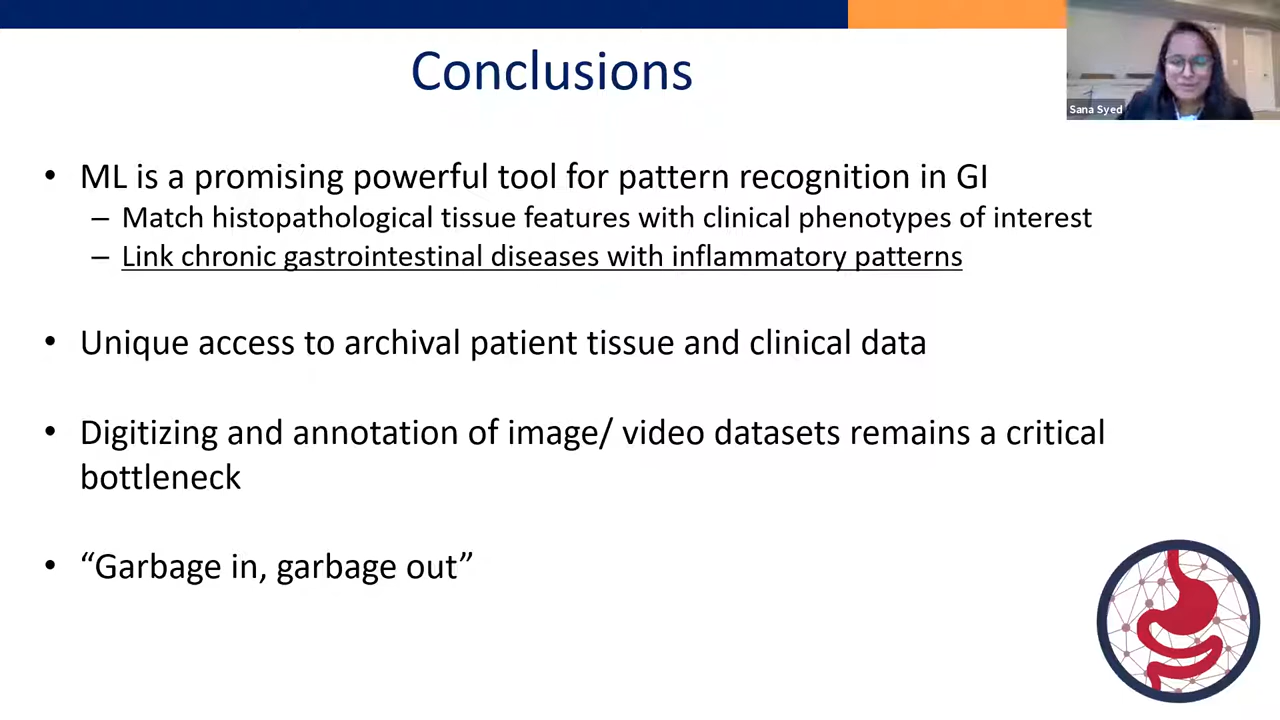 Conclusions
Sana Syed
• ML is a promising powerful tool for pattern recognition in GI
– Match histopathological tissue features with clinical phenotypes of interest
– Link chronic gastrointestinal diseases with inflammatory patterns
• Unique access to archival patient tissue and clinical data
• Digitizing and annotation of image/ video datasets remains a critical
bottleneck
• “Garbage in, garbage out”